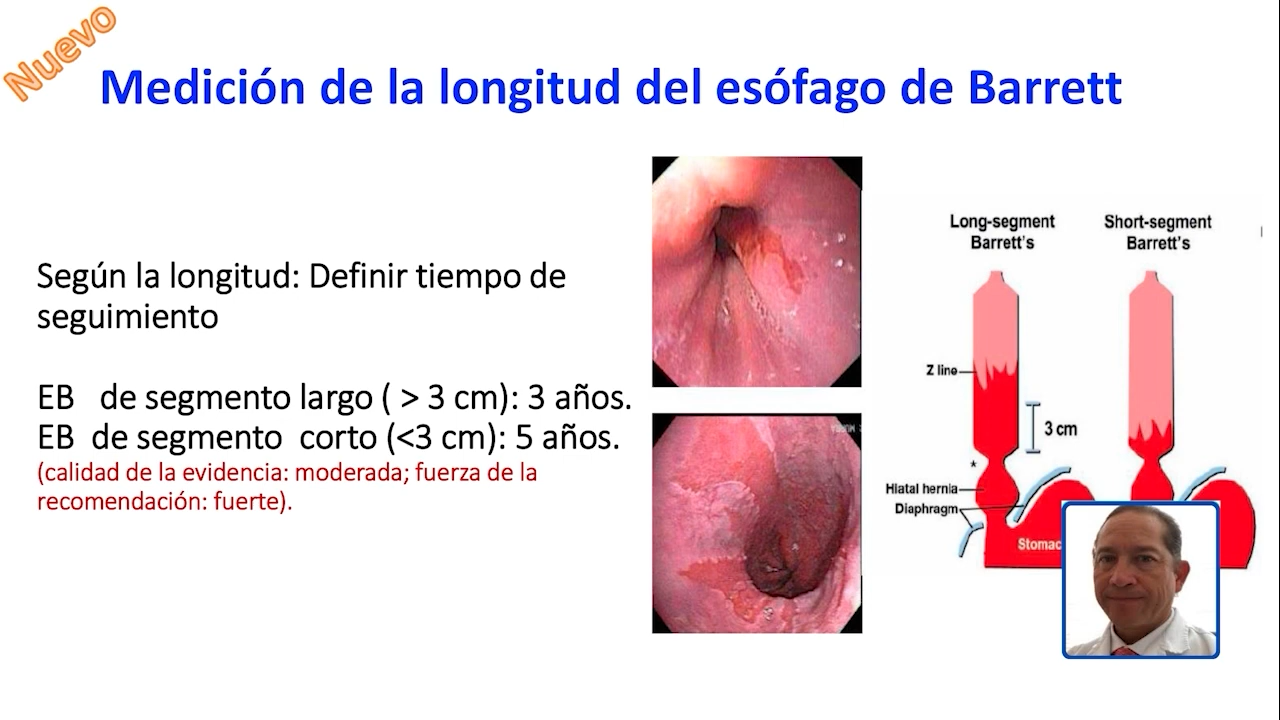 Nuevo
Medición de la longitud del esófago de Barrett
Según la longitud: Definir tiempo de
seguimiento
EB de segmento largo ( > 3 cm): 3 años.
EB de segmento corto (<3 cm): 5 años.
(calidad de la evidencia: moderada; fuerza de la
recomendación: fuerte).
Long-segment
Barrett's
Short-segment
Barrett's
Z line
3 cm
*
Hiatal hernia
Diaphragm
Stomac